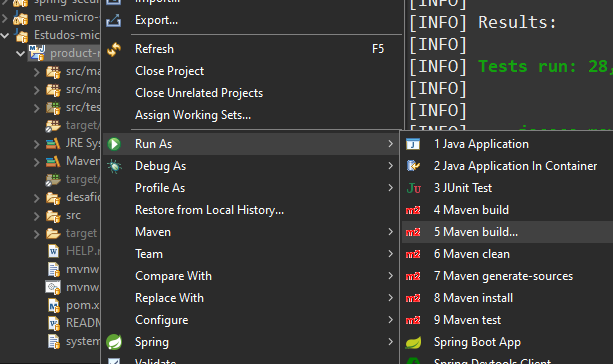 spring-secur
meu-micro-
Estudos-mic
product-r
src/ma
src/ma
src/tes
target/
JRE Sys
Maven
target/
desafio
src
target
HELP.r
mvnw
mvnw
pom.x
READM
system
Import...
Export...
Refresh F5
Close Project
Close Unrelated Projects
Assign Working Sets...
Run As
Debug As
Profile As
Restore from Local History...
Maven
Team
Compare With
Replace With
Configure
Spring
Validate
[INFO]
[INFO] Results:
[INFO]
[INFO] Tests run: 28,
[INFO]
[INFO]
[INFO]
1 Java Application
2 Java Application In Container
3 JUnit Test
4 Maven build
5 Maven build...
6 Maven clean
7 Maven generate-sources
8 Maven install
9 Maven test
Spring Boot App
Spring Devtools Client